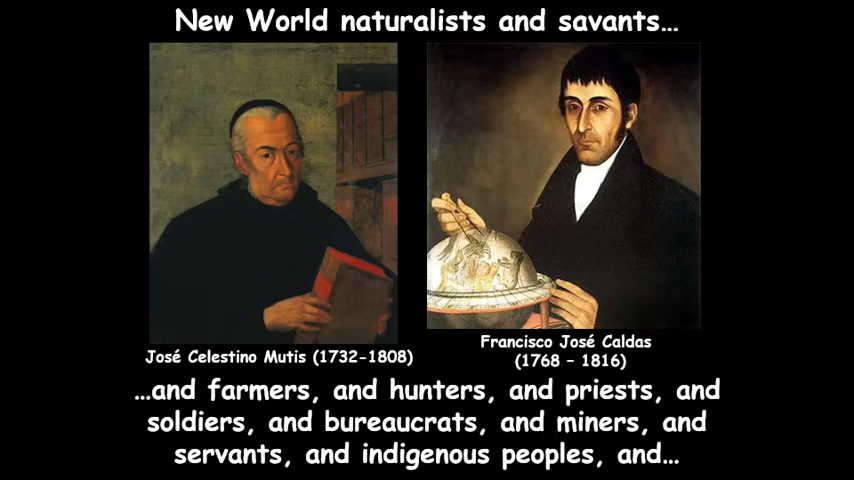 New World naturalists and savants…
José Celestino Mutis (1732-1808)
Francisco José Caldas
(1768 – 1816)
…and farmers, and hunters, and priests, and
soldiers, and bureaucrats, and miners, and
servants, and indigenous peoples, and…